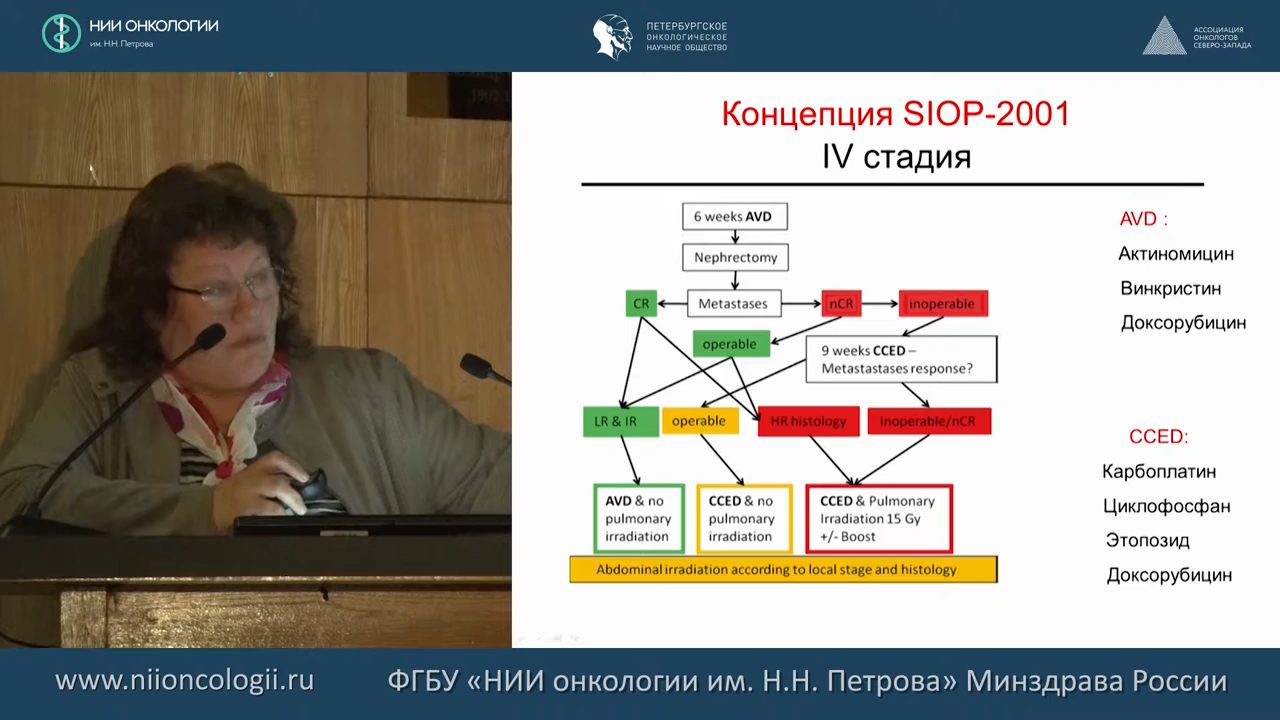 НИИ ОНКОЛОГИИ
им. Н.Н. Петрова
ПЕТЕРБУРГСКОЕ
ОНКОЛОГИЧЕСКОЕ
НАУЧНОЕ ОБЩЕСТВО
АССОЦИАЦИЯ
ОНКОЛОГОВ
СЕВЕРО-ЗАПАДА
Концепция SIOP-2001
IV стадия
6 weeks AVD
Nephrectomy
CR
Metastases
nCR
inoperable
operable
9 weeks CCED –
Metastastases response?
LR & IR
operable
HR histology
Inoperable/nCR
AVD & no
pulmonary
irradiation
CCED & no
pulmonary
irradiation
CCED & Pulmonary
Irradiation 15 Gy
+/- Boost
Abdominal irradiation according to local stage and histology
AVD :
Актиномицин
Винкристин
Доксорубицин
CCED:
Карбоплатин
Циклофосфан
Этопозид
Доксорубицин
www.niioncologii.ru
ФГБУ «НИИ онкологии им. Н.Н. Петрова» Минздрава России